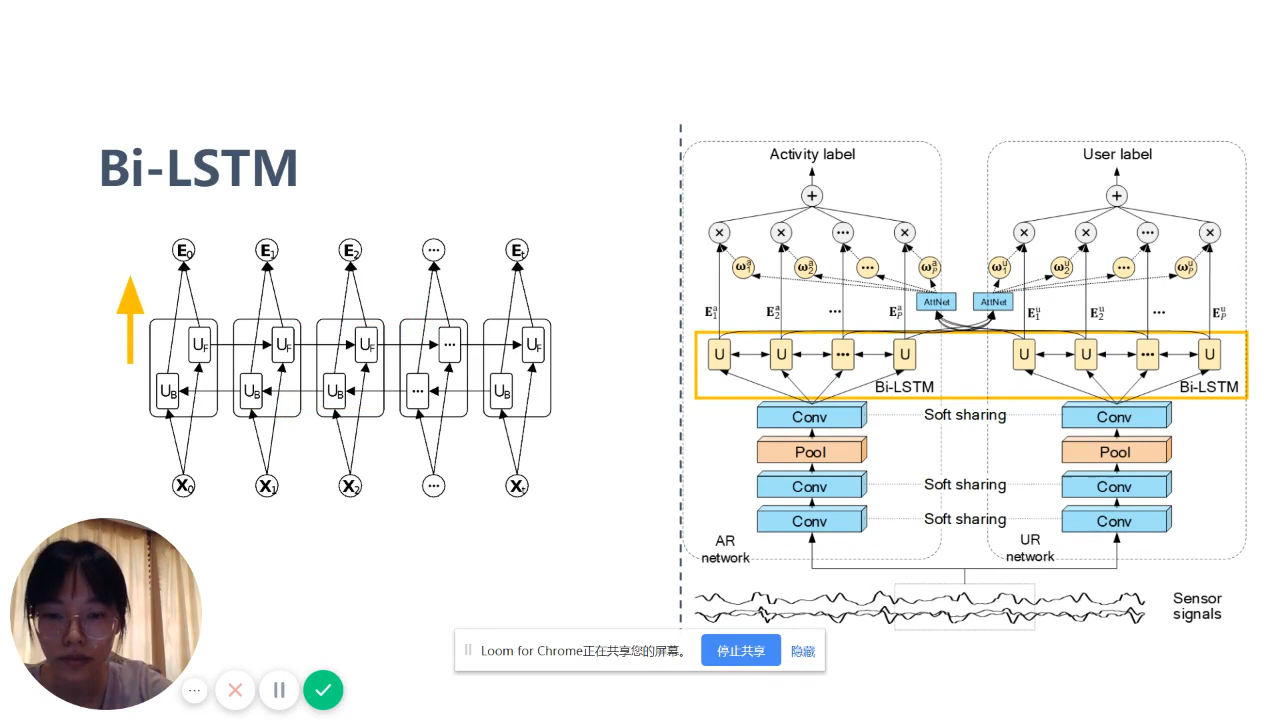 Bi-LSTM
E0 E1 E2 ... Et
UF UF UF ... UF
UB UB UB ... UB
X0 X1 X2 ... Xt
Activity label
User label
+ +
× × ... × × × ... ×
ω1a ω2a ... ωPa ω1u ω2u ... ωPu
AttNet AttNet
E1a E2a ... EPa E1u E2u ... EPu
U U ... U U U ... U
Bi-LSTM Bi-LSTM
Conv Soft sharing Conv
Pool Pool
Conv Soft sharing Conv
Conv Soft sharing Conv
AR
network
UR
network
Sensor
signals
Loom for Chrome正在共享您的屏幕。 停止共享 隐藏